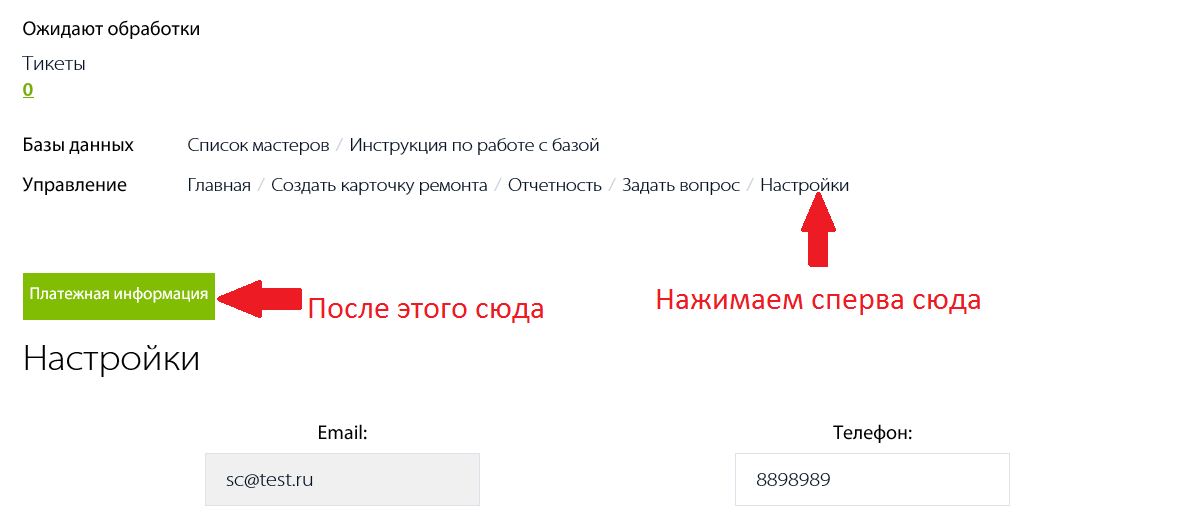 Ожидают обработки
Тикеты
0
Базы данных Список мастеров / Инструкция по работе с базой
Управление Главная / Создать карточку ремонта / Отчетность / Задать вопрос / Настройки
Платежная информация
После этого сюда
Нажимаем сперва сюда
Настройки
Email: Телефон:
sc@test.ru 8898989